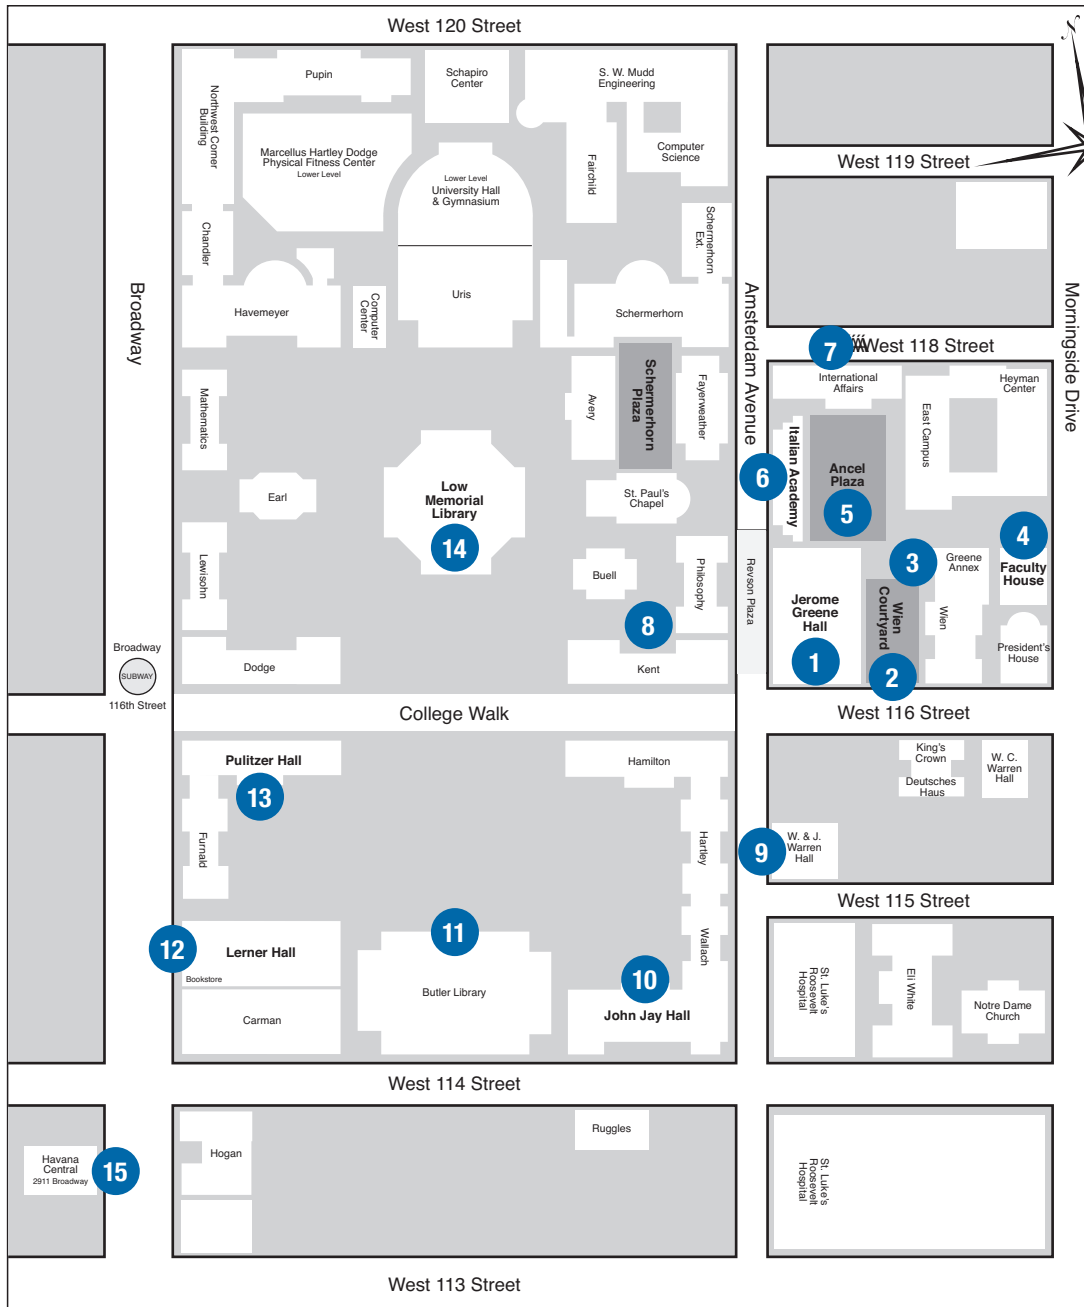 West 120 Street
N
Pupin
Schapiro
Center
S. W. Mudd
Engineering
Northwest Corner
Building
Marcellus Hartley Dodge
Physical Fitness Center
Lower Level
Lower Level
University Hall
& Gymnasium
Fairchild
Computer
Science
West 119 Street
Chandler
Schermerhorn
Ext.
Broadway
Havemeyer
Computer
Center
Uris
Schermerhorn
Amsterdam Avenue
Morningside Drive
7
West 118 Street
International
Affairs
Heyman
Center
Mathematics
Avery
Schermerhorn
Plaza
Fayerweather
East Campus
Italian Academy
6
Ancel
Plaza
5
Earl
Low
Memorial
Library
14
St. Paul's
Chapel
Lewisohn
Buell
Philosophy
8
Revson Plaza
3
4
Greene
Annex
Faculty
House
Jerome
Greene
Hall
1
Wien
Courtyard
2
Wien
President's
House
Broadway
SUBWAY
116th Street
Dodge
Kent
College Walk
West 116 Street
Pulitzer Hall
13
Hamilton
King's
Crown
Deutsches
Haus
W. C.
Warren
Hall
Furnald
Hartley
9
W. & J.
Warren
Hall
West 115 Street
12
Lerner Hall
Bookstore
11
Butler Library
Wallach
10
John Jay Hall
Carman
St. Luke's
Roosevelt
Hospital
Eli White
Notre Dame
Church
West 114 Street
Havana
Central
2911 Broadway
15
Hogan
Ruggles
St. Luke's
Roosevelt
Hospital
West 113 Street